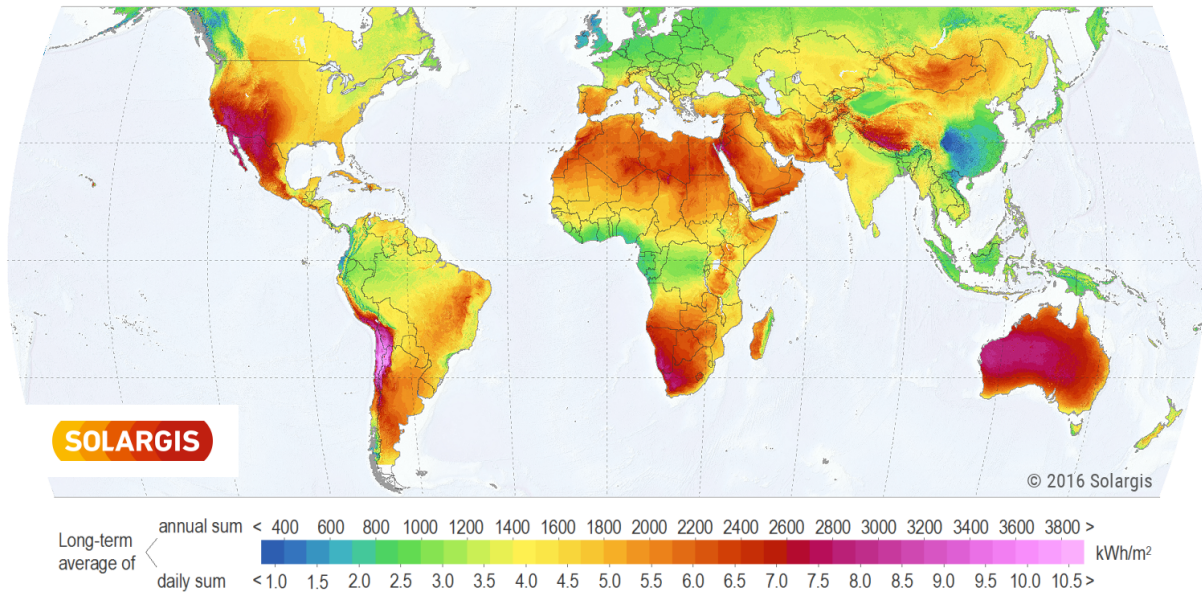 SOLARGIS
© 2016 Solargis
Long-term average of
annual sum < 400 600 800 1000 1200 1400 1600 1800 2000 2200 2400 2600 2800 3000 3200 3400 3600 3800 >
kWh/m²
daily sum < 1.0 1.5 2.0 2.5 3.0 3.5 4.0 4.5 5.0 5.5 6.0 6.5 7.0 7.5 8.0 8.5 9.0 9.5 10.0 10.5 >